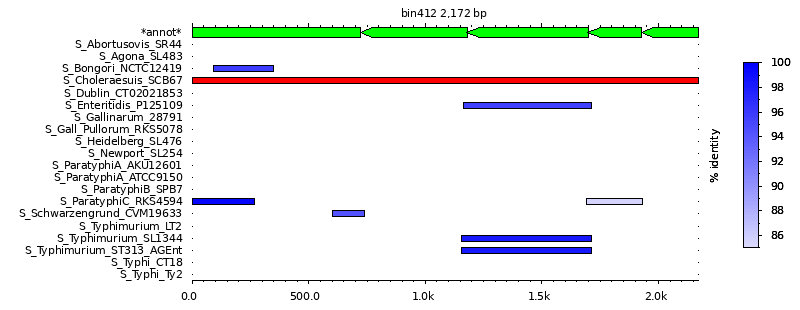 bin412 2,172 bp
*annot*
S_Abortusovis_SR44
S_Agona_SL483
S_Bongori_NCTC12419
S_Choleraesuis_SCB67
S_Dublin_CT02021853
S_Enteritidis_P125109
S_Gallinarum_28791
S_Gall_Pullorum_RKS5078
S_Heidelberg_SL476
S_Newport_SL254
S_ParatyphiA_AKU12601
S_ParatyphiA_ATCC9150
S_ParatyphiB_SPB7
S_ParatyphiC_RKS4594
S_Schwarzengrund_CVM19633
S_Typhimurium_LT2
S_Typhimurium_SL1344
S_Typhimurium_ST313_AGEnt
S_Typhi_CT18
S_Typhi_Ty2
0.0 500.0 1.0k 1.5k 2.0k
% identity
100
98
96
94
92
90
88
86